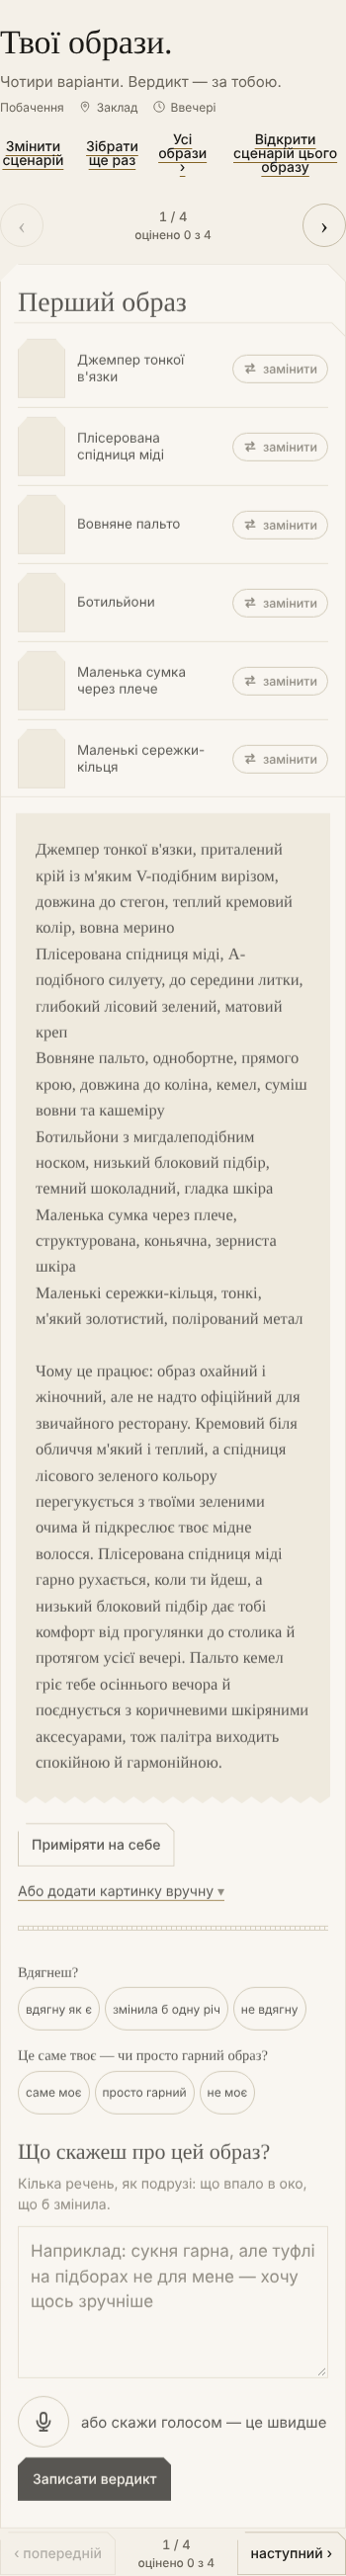 Твої образи.
Чотири варіанти. Вердикт — за тобою.
Побачення Заклад Ввечері
Змінити
сценарій
Зібрати
ще раз
Усі
образи
›
Відкрити
сценарій цього
образу
‹
1 / 4
оцінено 0 з 4
›
Перший образ
Джемпер тонкої
в'язки
⇄ замінити
Плісерована
спідниця міді
⇄ замінити
Вовняне пальто
⇄ замінити
Ботильйони
⇄ замінити
Маленька сумка
через плече
⇄ замінити
Маленькі сережки-
кільця
⇄ замінити
Джемпер тонкої в'язки, приталений
крій із м'яким V-подібним вирізом,
довжина до стегон, теплий кремовий
колір, вовна мерино
Плісерована спідниця міді, А-
подібного силуету, до середини литки,
глибокий лісовий зелений, матовий
креп
Вовняне пальто, однобортне, прямого
крою, довжина до коліна, кемел, суміш
вовни та кашеміру
Ботильйони з мигдалеподібним
носком, низький блоковий підбір,
темний шоколадний, гладка шкіра
Маленька сумка через плече,
структурована, коньячна, зерниста
шкіра
Маленькі сережки-кільця, тонкі,
м'який золотистий, полірований метал
Чому це працює: образ охайний і
жіночний, але не надто офіційний для
звичайного ресторану. Кремовий біля
обличчя м'який і теплий, а спідниця
лісового зеленого кольору
перегукується з твоїми зеленими
очима й підкреслює твоє мідне
волосся. Плісерована спідниця міді
гарно рухається, коли ти йдеш, а
низький блоковий підбір дає тобі
комфорт від прогулянки до столика й
протягом усієї вечері. Пальто кемел
гріє тебе осіннього вечора й
поєднується з коричневими шкіряними
аксесуарами, тож палітра виходить
спокійною й гармонійною.
Приміряти на себе
Або додати картинку вручну ▾
Вдягнеш?
вдягну як є змінила б одну річ не вдягну
Це саме твоє — чи просто гарний образ?
саме моє просто гарний не моє
Що скажеш про цей образ?
Кілька речень, як подрузі: що впало в око,
що б змінила.
Наприклад: сукня гарна, але туфлі
на підборах не для мене — хочу
щось зручніше
або скажи голосом — це швидше
Записати вердикт
‹ попередній
1 / 4
оцінено 0 з 4
наступний ›